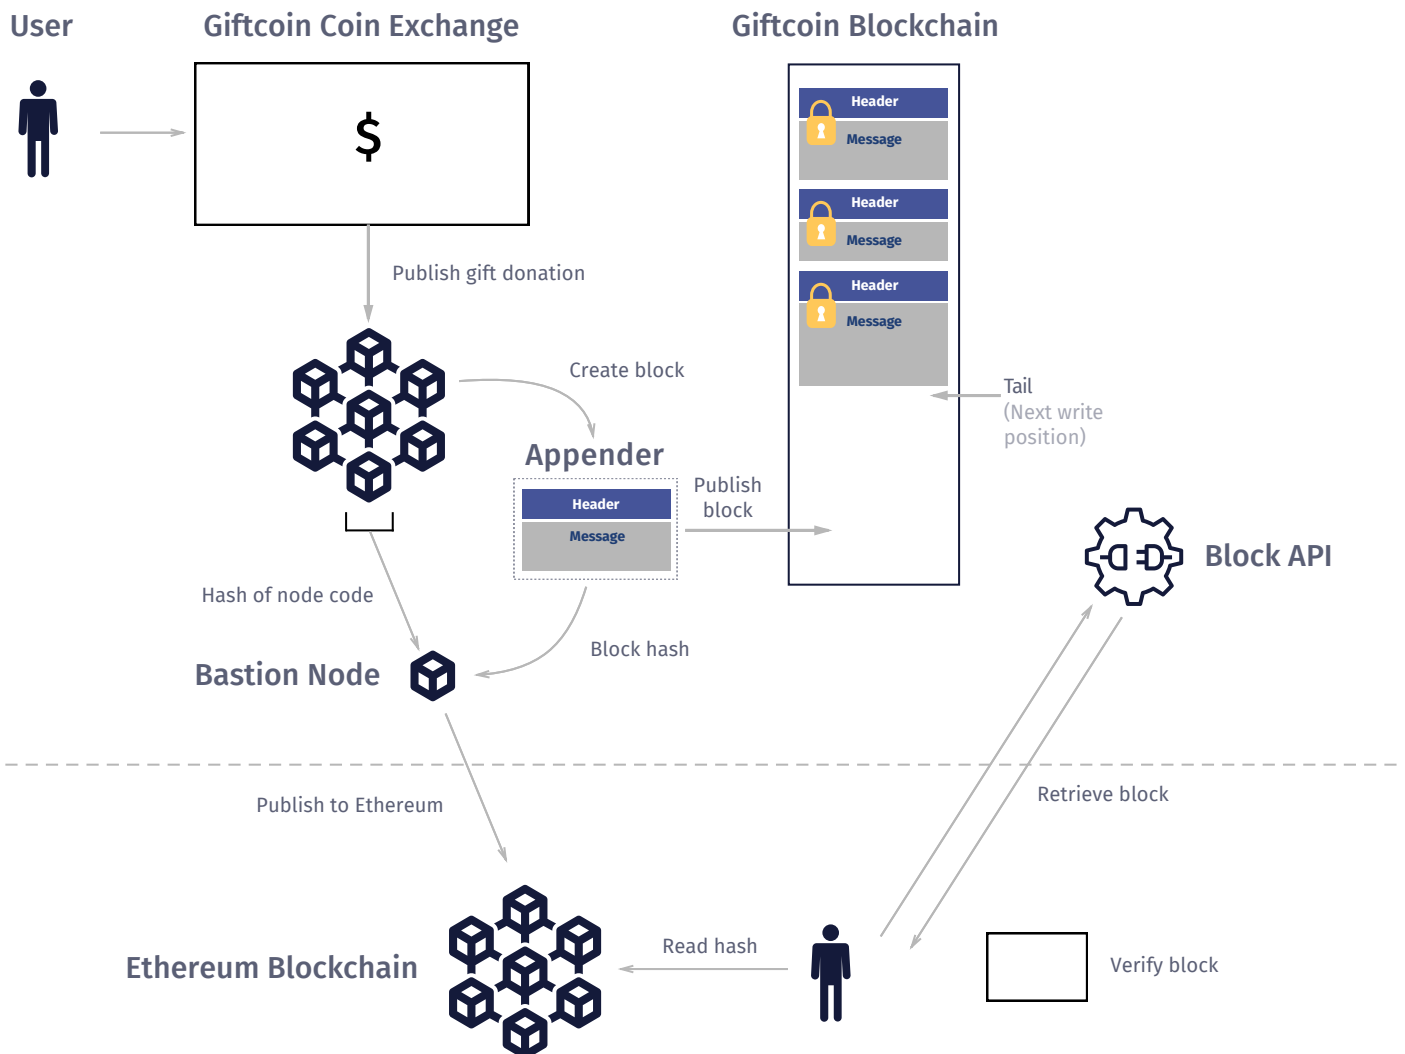 User
Giftcoin Coin Exchange
Giftcoin Blockchain
$
Header
Message
Header
Message
Header
Message
Publish gift donation
Create block
Tail
(Next write
position)
Appender
Header
Message
Publish
block
Block API
Hash of node code
Block hash
Bastion Node
Publish to Ethereum
Retrieve block
Ethereum Blockchain
Read hash
Verify block